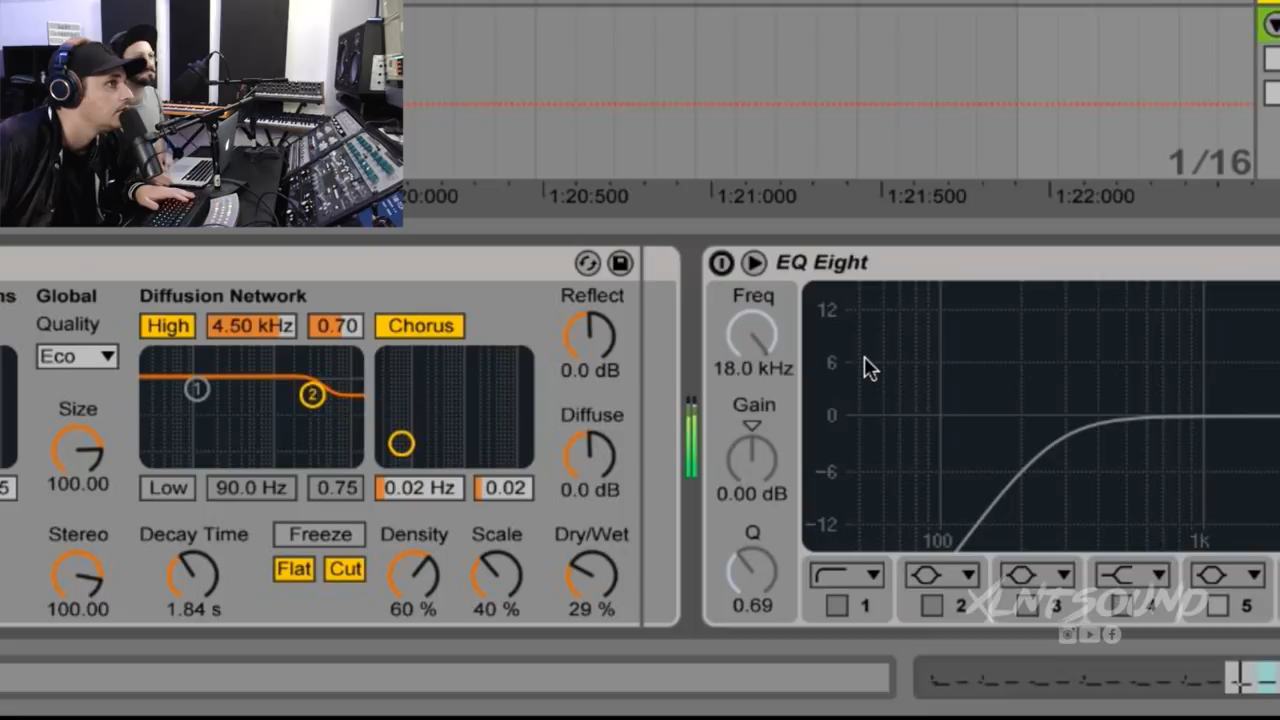 1/16
20:000 1:20:500 1:21:000 1:21:500 1:22:000
EQ Eight
ns Global Diffusion Network Reflect Freq
Quality High 4.50 kHz 0.70 Chorus
Eco 0.0 dB 18.0 kHz
1 2
12
6
0
-6
-12
100 1k
Size Diffuse Gain
100.00 0.0 dB 0.00 dB
5 Low 90.0 Hz 0.75 0.02 Hz 0.02
Stereo Decay Time Freeze Density Scale Dry/Wet Q
Flat Cut
100.00 1.84 s 60 % 40 % 29 % 0.69
1 2 3 4 5
XLNTSOUND